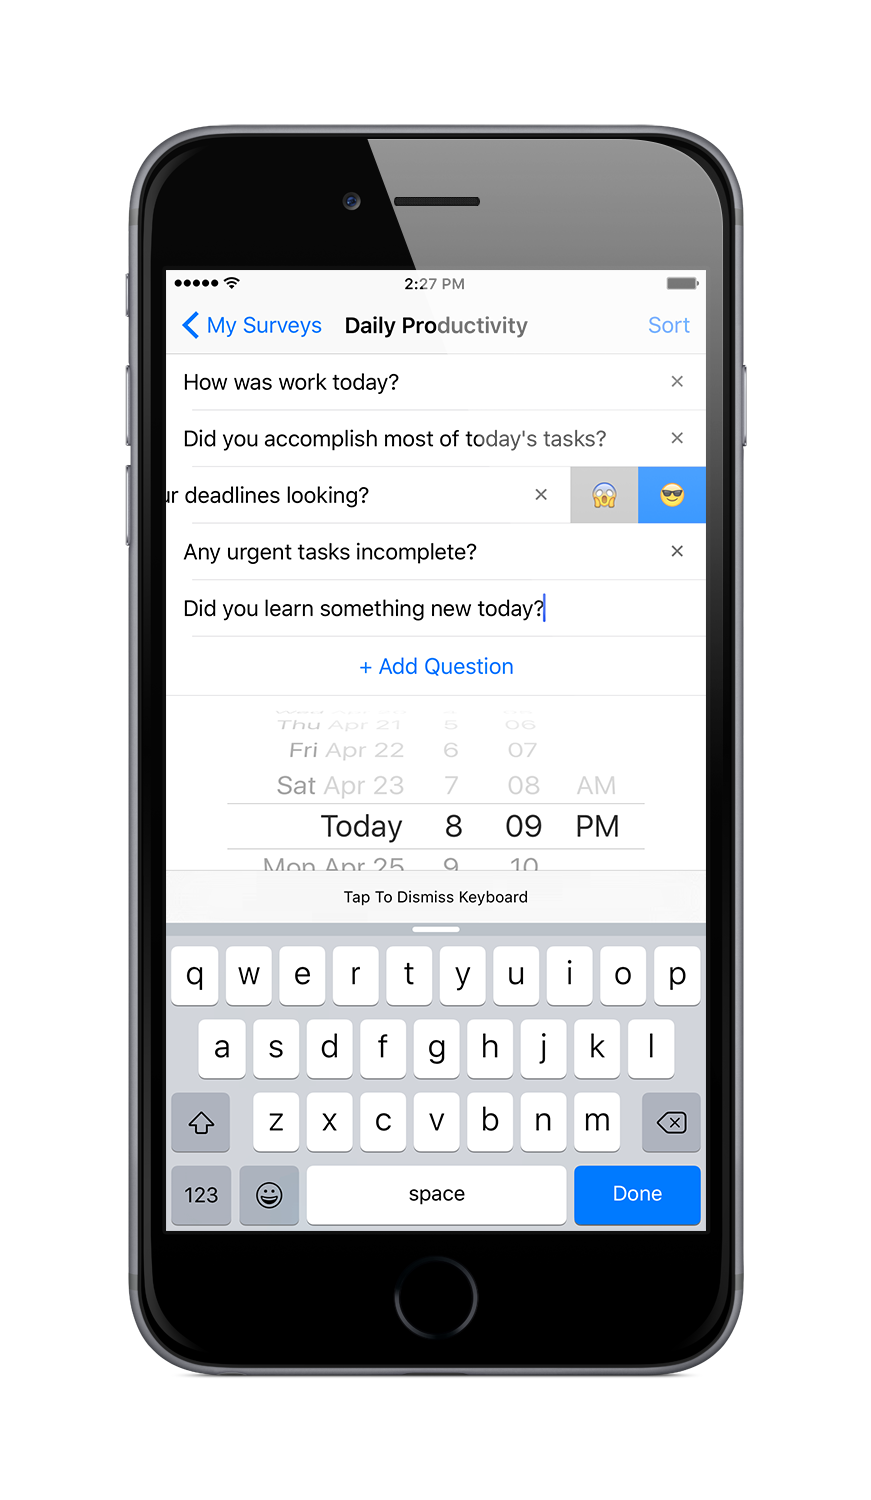 2:27 PM
My Surveys Daily Productivity Sort
How was work today? ×
Did you accomplish most of today's tasks? ×
ur deadlines looking? × 😱 😎
Any urgent tasks incomplete? ×
Did you learn something new today?
+ Add Question
Thu Apr 21 5 06
Fri Apr 22 6 07
Sat Apr 23 7 08 AM
Today 8 09 PM
Mon Apr 25 9 10
Tap To Dismiss Keyboard
q w e r t y u i o p
a s d f g h j k l
z x c v b n m
123 space Done